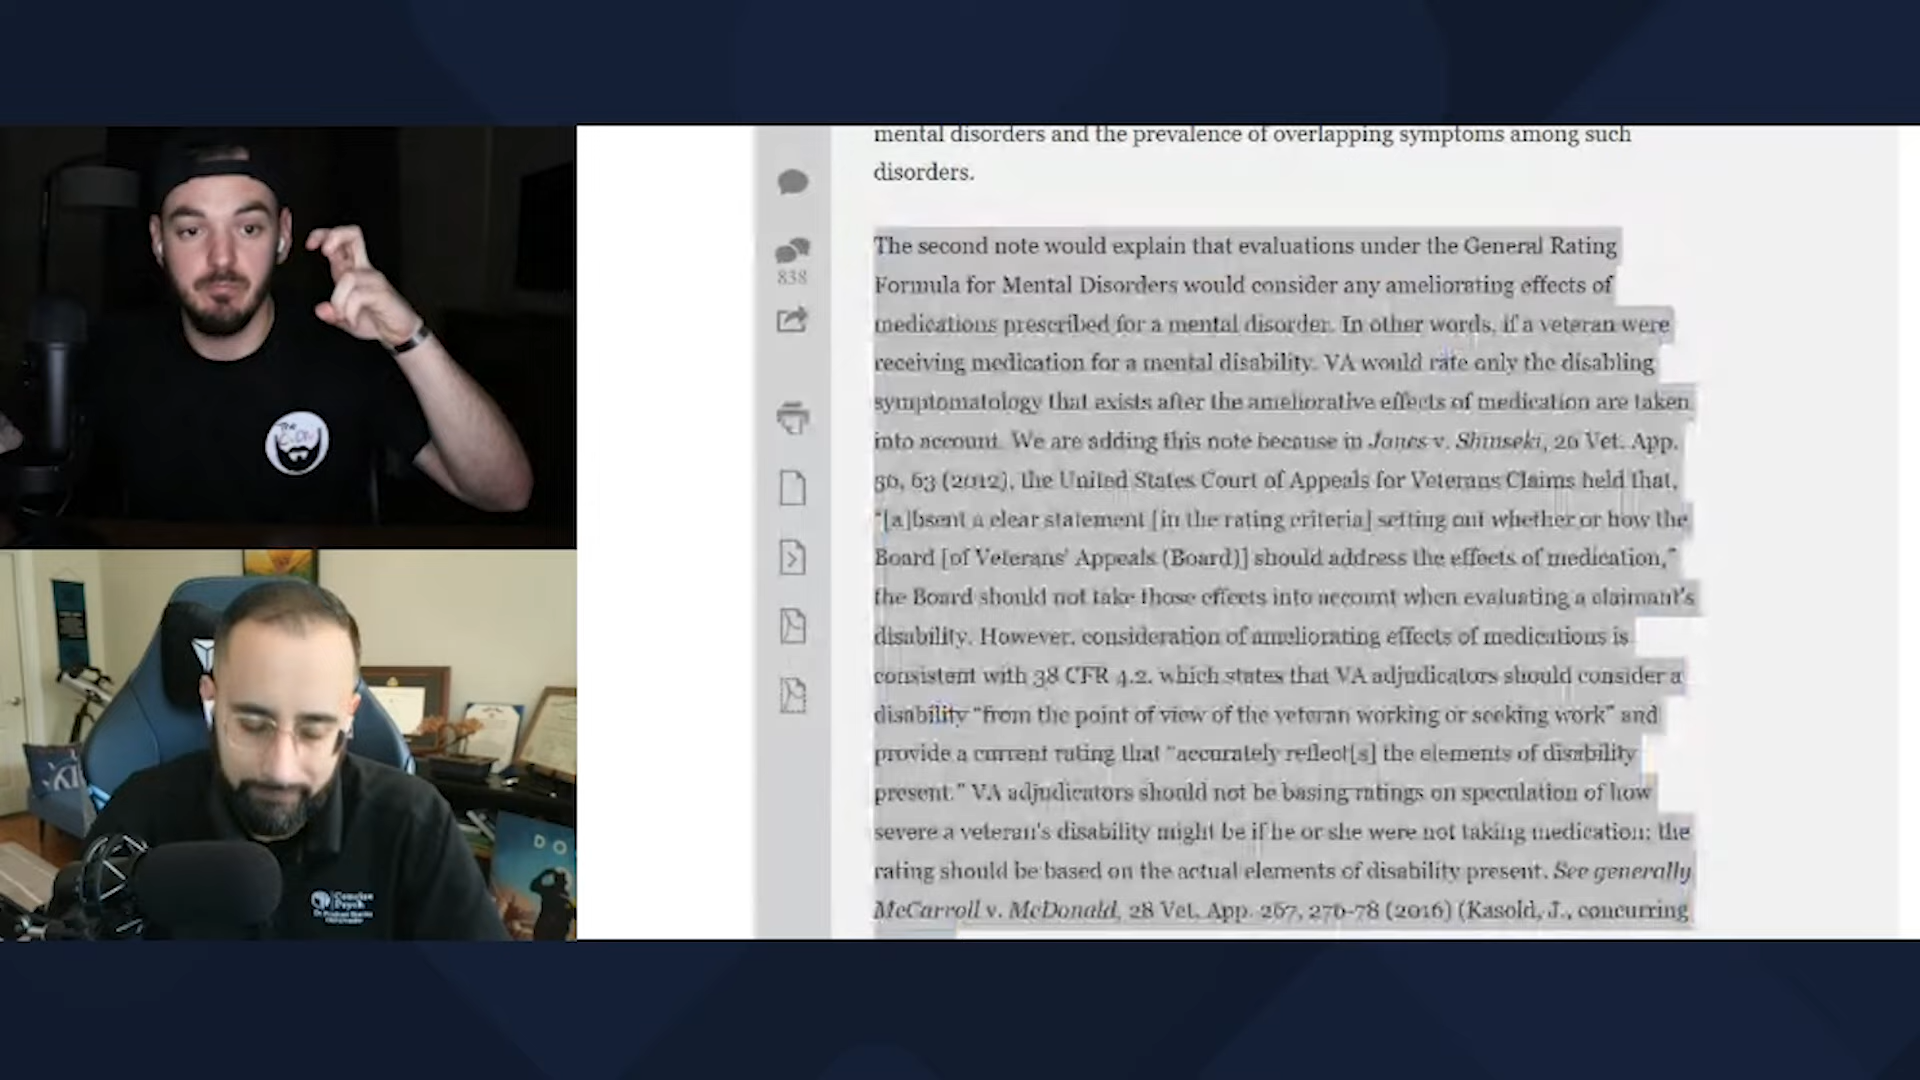 mental disorders and the prevalence of overlapping symptoms among such
disorders.
The second note would explain that evaluations under the General Rating
Formula for Mental Disorders would consider any ameliorating effects of
medications prescribed for a mental disorder. In other words, if a veteran were
receiving medication for a mental disability, VA would rate only the disabling
symptomatology that exists after the ameliorative effects of medication are taken
into account. We are adding this note because in Jones v. Shinseki, 26 Vet. App.
56, 63 (2012), the United States Court of Appeals for Veterans Claims held that,
“[a]bsent a clear statement [in the rating criteria] setting out whether or how the
Board [of Veterans' Appeals (Board)] should address the effects of medication,”
the Board should not take those effects into account when evaluating a claimant's
disability. However, consideration of ameliorating effects of medications is
consistent with 38 CFR 4.2, which states that VA adjudicators should consider a
disability “from the point of view of the veteran working or seeking work” and
provide a current rating that “accurately reflect[s] the elements of disability
present.” VA adjudicators should not be basing ratings on speculation of how
severe a veteran's disability might be if he or she were not taking medication; the
rating should be based on the actual elements of disability present. See generally
McCarroll v. McDonald, 28 Vet. App. 267, 276-78 (2016) (Kasold, J., concurring
838
The
DO